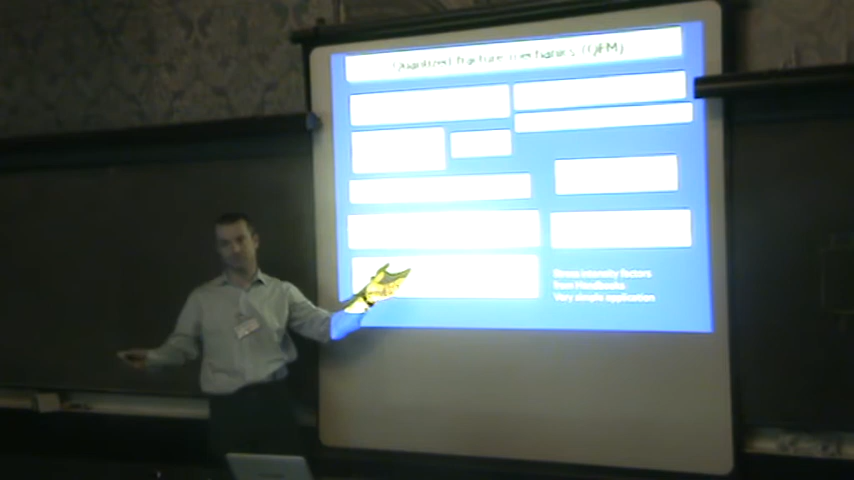 Quantized fracture mechanics (QFM)
Stress intensity factors
from Handbooks
Very simple application